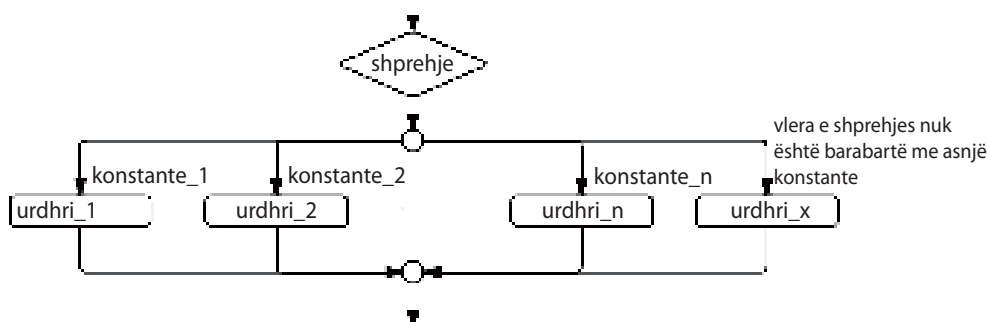 shprehje
vlera e shprehjes nuk
është barabartë me asnjë
konstante
konstante_1
konstante_2
konstante_n
urdhri_1
urdhri_2
urdhri_n
urdhri_x